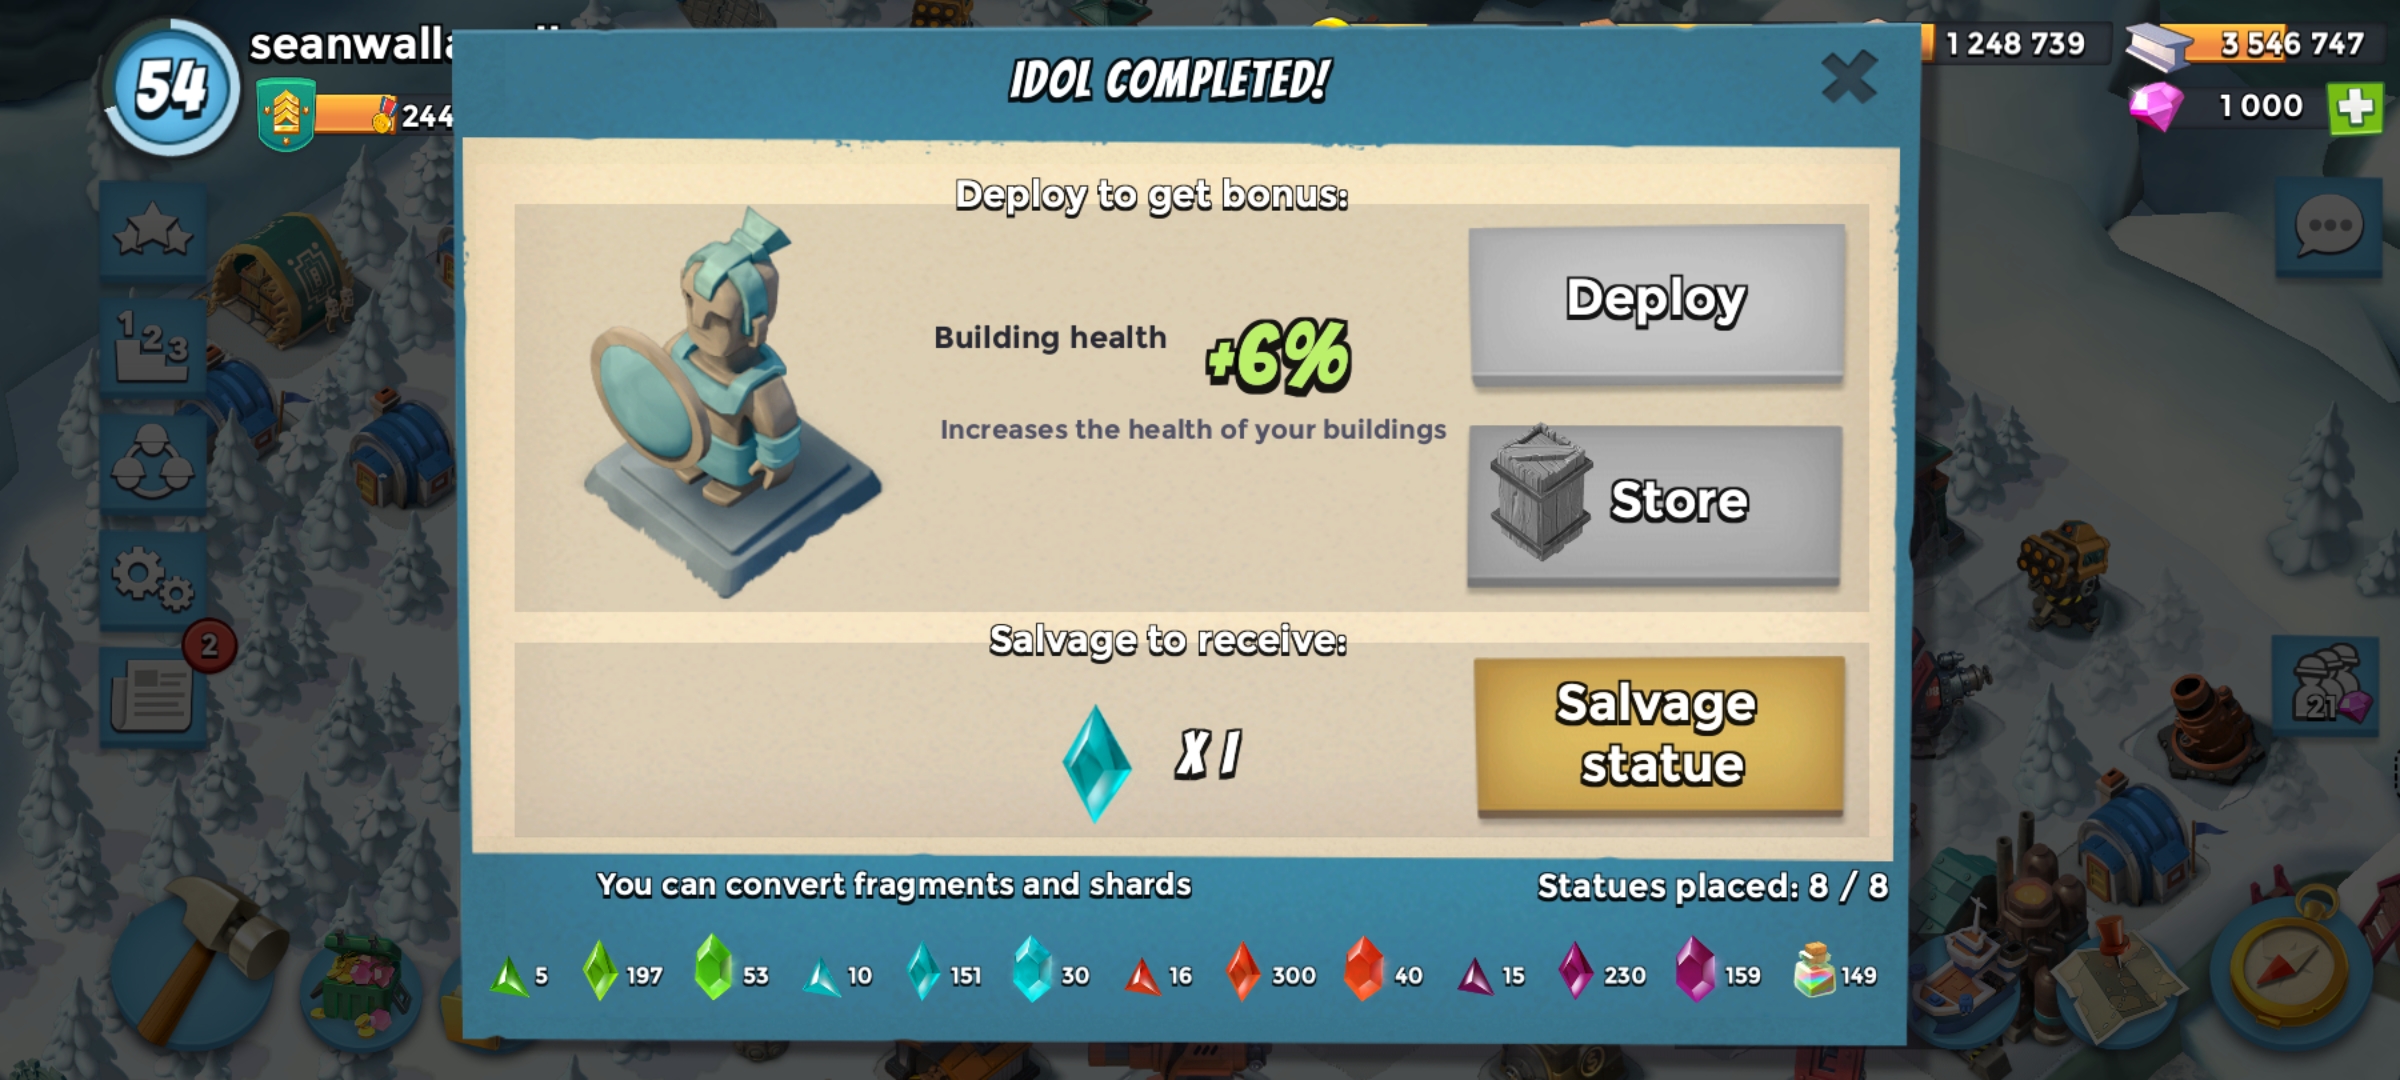 54
244
IDOL COMPLETED!
1 248 739
3 546 747
1 000
Deploy to get bonus:
Building health
+6%
Increases the health of your buildings
Deploy
Store
1 2 3
2
Salvage to receive:
X 1
Salvage
statue
21
You can convert fragments and shards
Statues placed: 8 / 8
5 197 53 10 151 30 16 300 40 15 230 159 149